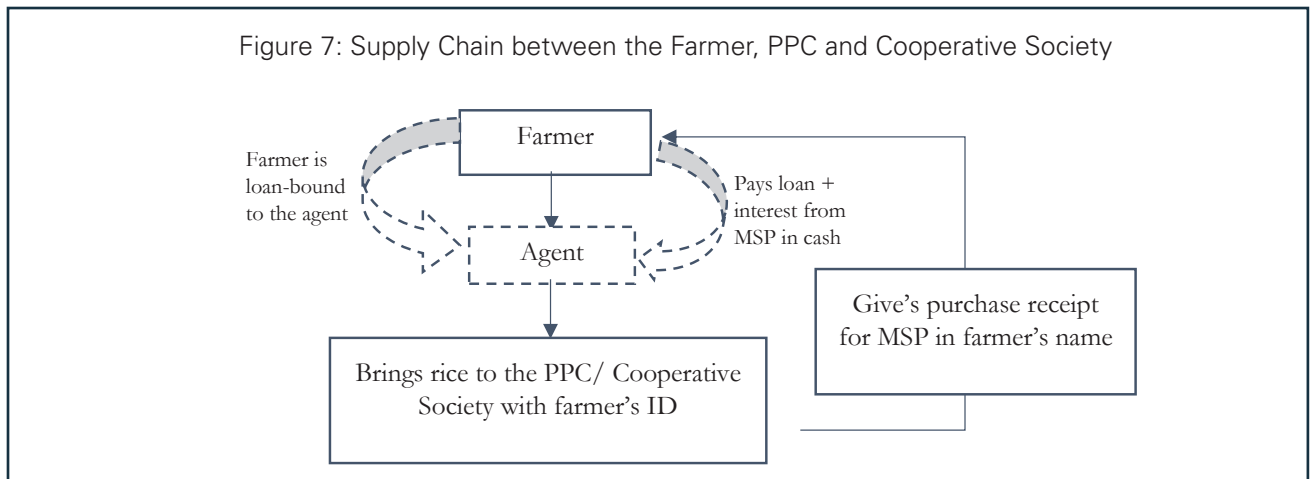 Figure 7: Supply Chain between the Farmer, PPC and Cooperative Society
Farmer
Farmer is
loan-bound
to the agent
Pays loan +
interest from
MSP in cash
Agent
Give's purchase receipt
for MSP in farmer's name
Brings rice to the PPC/ Cooperative
Society with farmer's ID